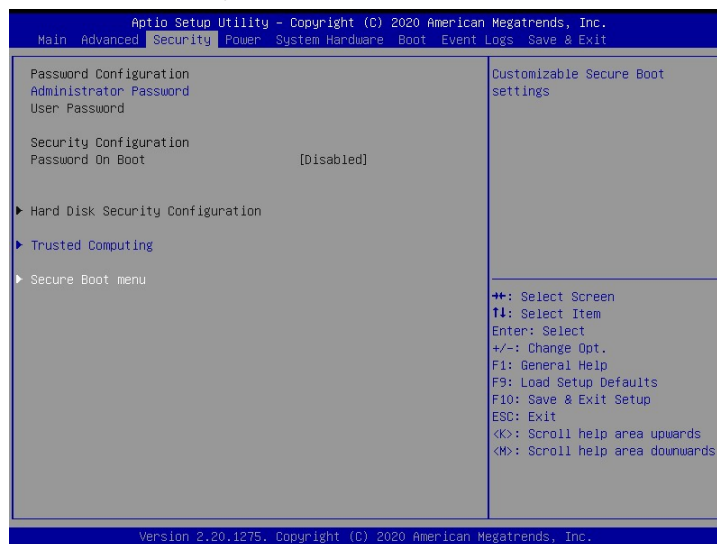 Aptio Setup Utility - Copyright (C) 2020 American Megatrends, Inc.
Main Advanced Security Power System Hardware Boot Event Logs Save & Exit
Password Configuration
Administrator Password
User Password
Security Configuration
Password On Boot [Disabled]
Hard Disk Security Configuration
Trusted Computing
Secure Boot menu
Customizable Secure Boot
settings
→←: Select Screen
↑↓: Select Item
Enter: Select
+/-: Change Opt.
F1: General Help
F9: Load Setup Defaults
F10: Save & Exit Setup
ESC: Exit
<K>: Scroll help area upwards
<M>: Scroll help area downwards
Version 2.20.1275. Copyright (C) 2020 American Megatrends, Inc.